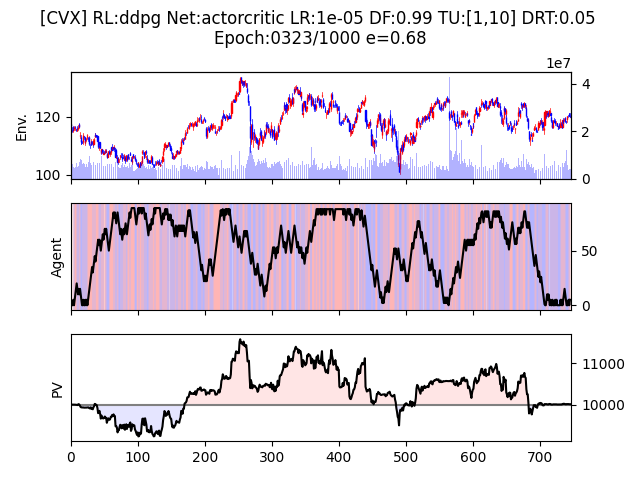 [CVX] RL:ddpg Net:actorcritic LR:1e-05 DF:0.99 TU:[1,10] DRT:0.05
Epoch:0323/1000 e=0.68
1e7
Env.
120
100
4
2
0
Agent
50
0
PV
11000
10000
0 100 200 300 400 500 600 700